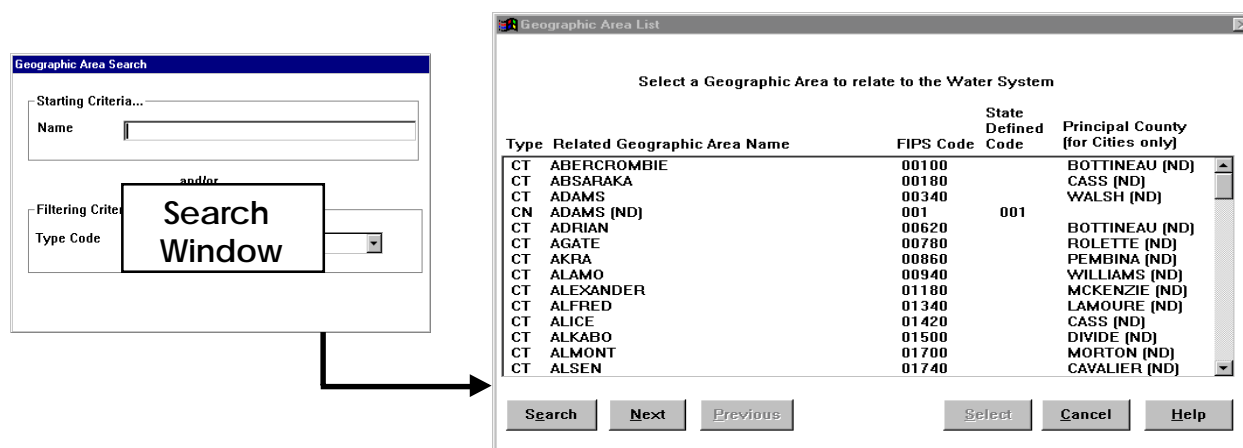 Geographic Area Search
Starting Criteria...
Name
and/or
Filtering Criter
Type Code
Search
Window
Geographic Area List
Select a Geographic Area to relate to the Water System
Type Related Geographic Area Name FIPS Code State Defined Code Principal County (for Cities only)
CT ABERCROMBIE 00100 BOTTINEAU (ND)
CT ABSARAKA 00180 CASS (ND)
CT ADAMS 00340 WALSH (ND)
CN ADAMS (ND) 001 001
CT ADRIAN 00620 BOTTINEAU (ND)
CT AGATE 00780 ROLETTE (ND)
CT AKRA 00860 PEMBINA (ND)
CT ALAMO 00940 WILLIAMS (ND)
CT ALEXANDER 01180 MCKENZIE (ND)
CT ALFRED 01340 LAMOURE (ND)
CT ALICE 01420 CASS (ND)
CT ALKABO 01500 DIVIDE (ND)
CT ALMONT 01700 MORTON (ND)
CT ALSEN 01740 CAVALIER (ND)
Search Next Previous Select Cancel Help